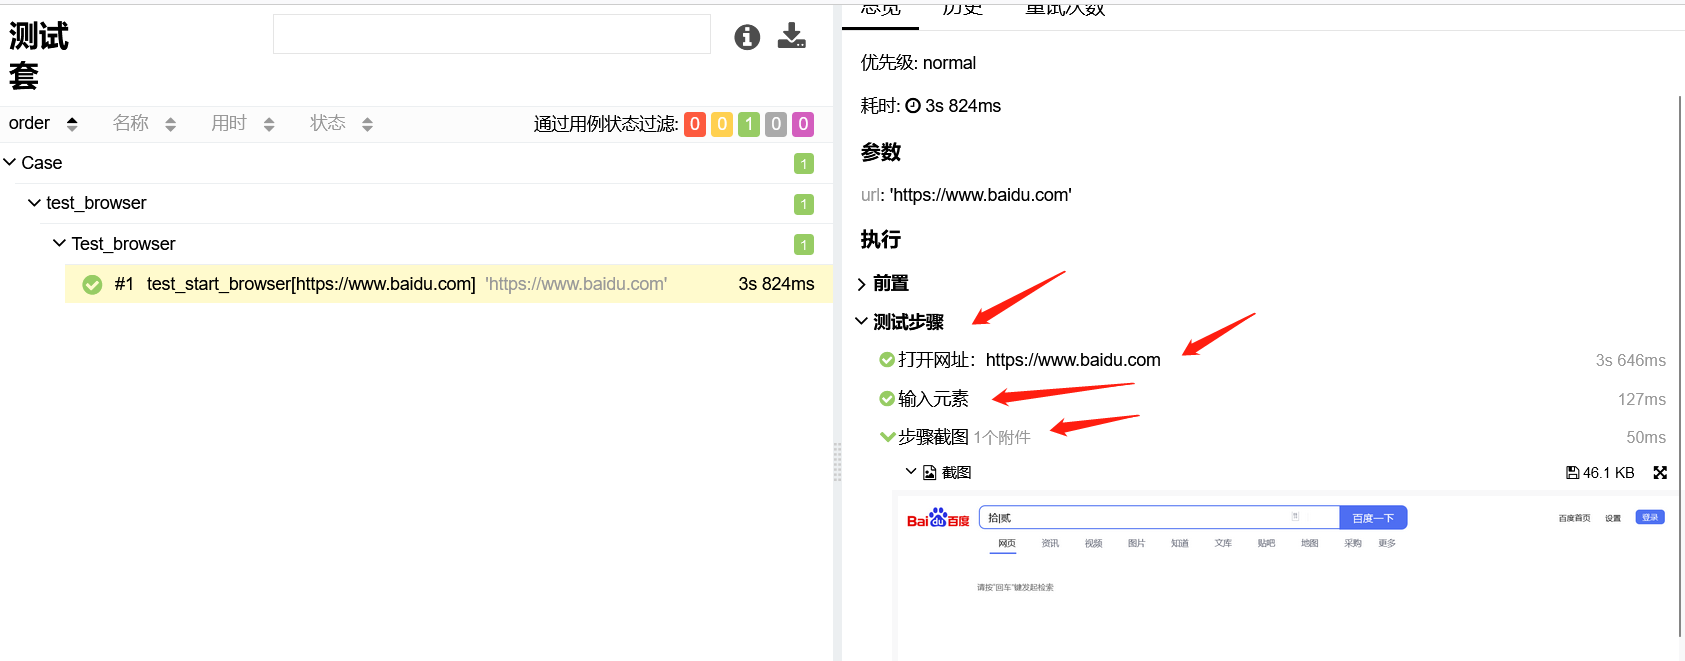 测试
套
order 名称 用时 状态 通过用例状态过滤: 0 0 1 0 0
Case 1
test_browser 1
Test_browser 1
#1 test_start_browser[https://www.baidu.com] 'https://www.baidu.com' 3s 824ms
总览 历史 重试次数
优先级: normal
耗时: 3s 824ms
参数
url: 'https://www.baidu.com'
执行
前置
测试步骤
打开网址：https://www.baidu.com 3s 646ms
输入元素 127ms
步骤截图 1个附件 50ms
截图 46.1 KB
Bai du 百度 拾贰 百度一下 百度首页 设置 登录
网页 资讯 视频 图片 知道 文库 贴吧 地图 采购 更多
请按"回车"键发起检索